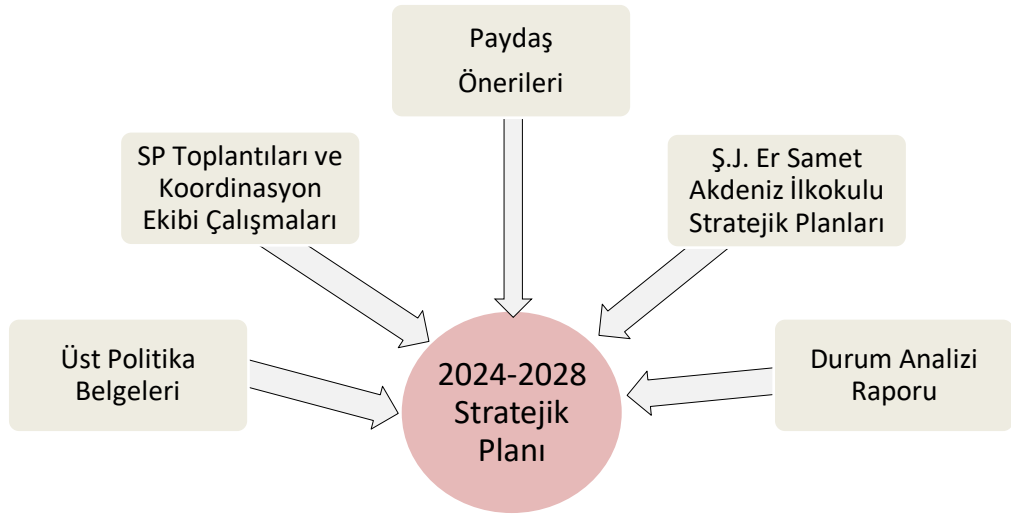 Paydaş
Önerileri
SP Toplantıları ve
Koordinasyon
Ekibi Çalışmaları
Ş.J. Er Samet
Akdeniz İlkokulu
Stratejik Planları
Üst Politika
Belgeleri
2024-2028
Stratejik
Planı
Durum Analizi
Raporu